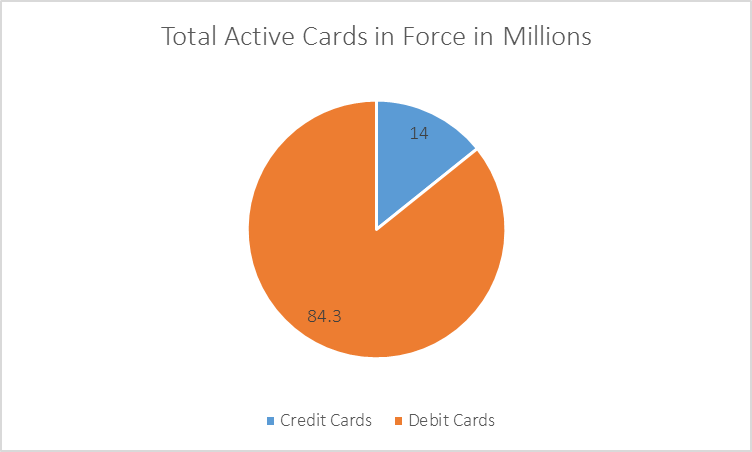 Total Active Cards in Force in Millions
14
84.3
Credit Cards Debit Cards